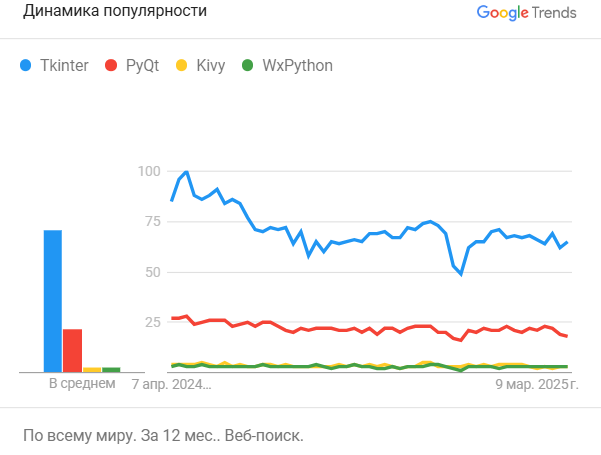 Динамика популярности
Google Trends
Tkinter PyQt Kivy WxPython
100
75
50
25
В среднем 7 апр. 2024... 9 мар. 2025 г.
По всему миру. За 12 мес.. Веб-поиск.